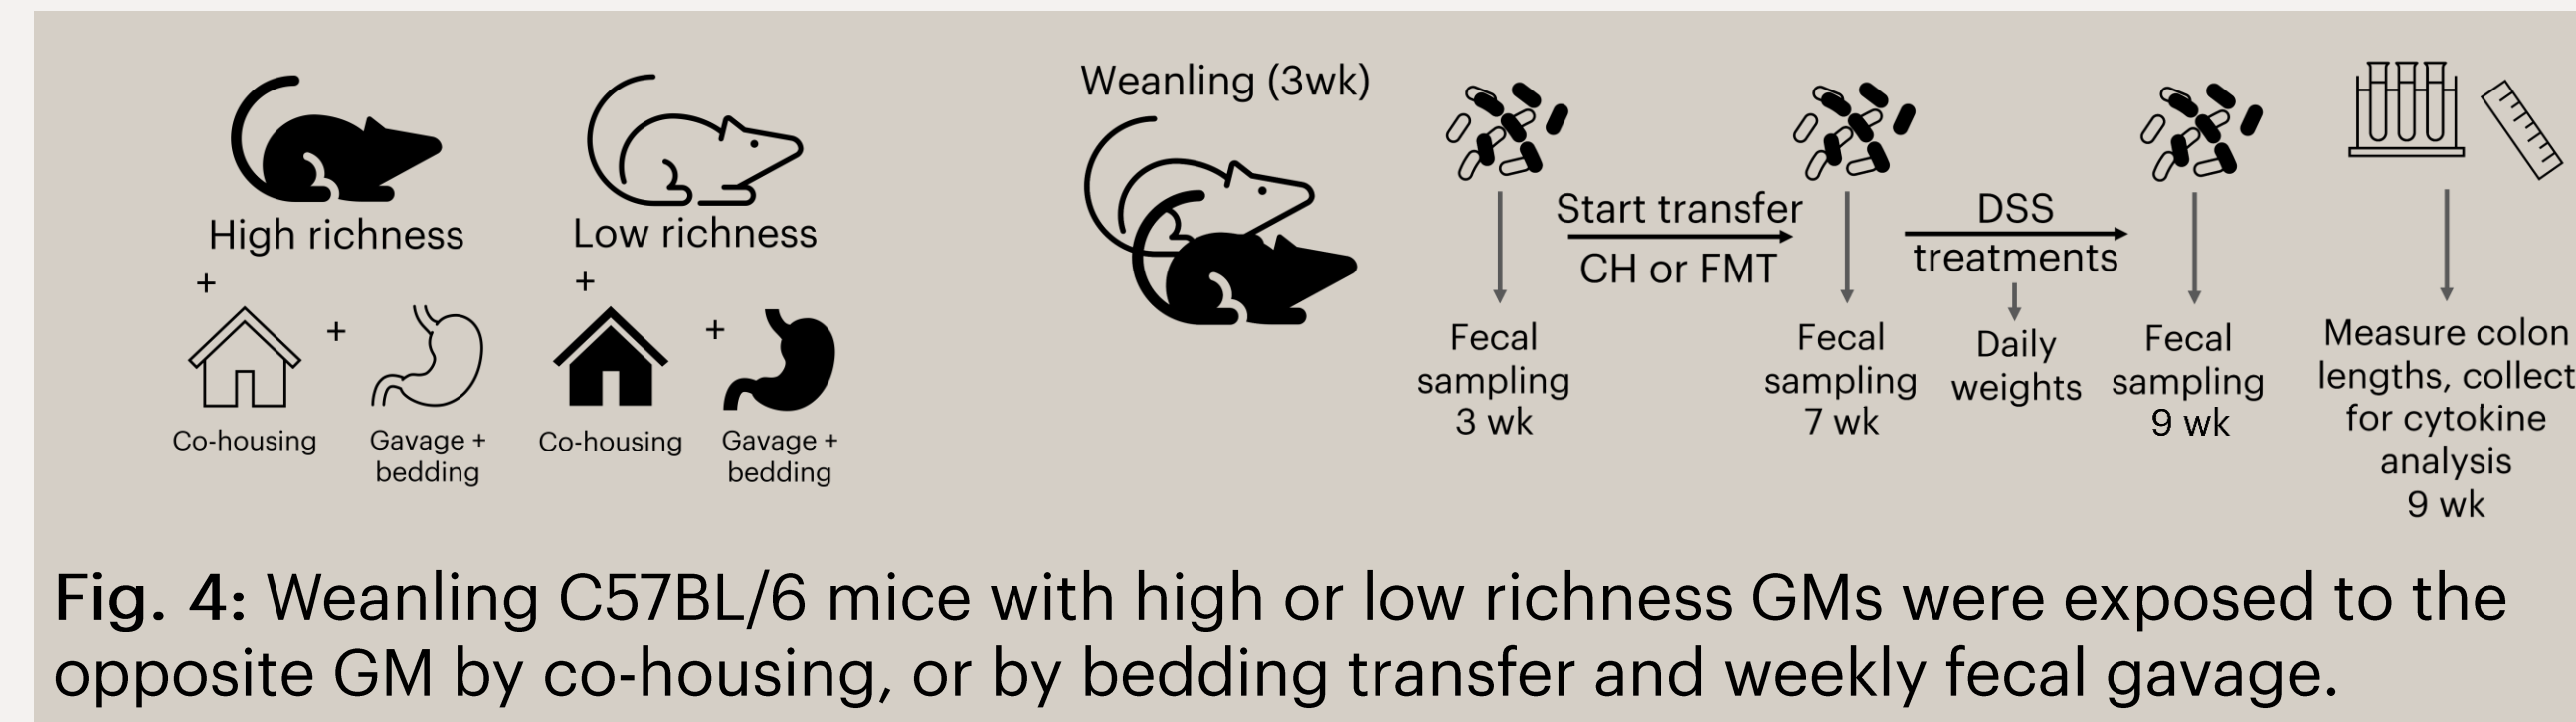 High richness
+
+
Co-housing
Gavage +
bedding
Low richness
+
+
Co-housing
Gavage +
bedding
Weanling (3wk)
Fecal
sampling
3 wk
Start transfer
CH or FMT
Fecal
sampling
7 wk
DSS
treatments
Daily
weights
Fecal
sampling
9 wk
Measure colon
lengths, collect
for cytokine
analysis
9 wk
Fig. 4: Weanling C57BL/6 mice with high or low richness GMs were exposed to the
opposite GM by co-housing, or by bedding transfer and weekly fecal gavage.